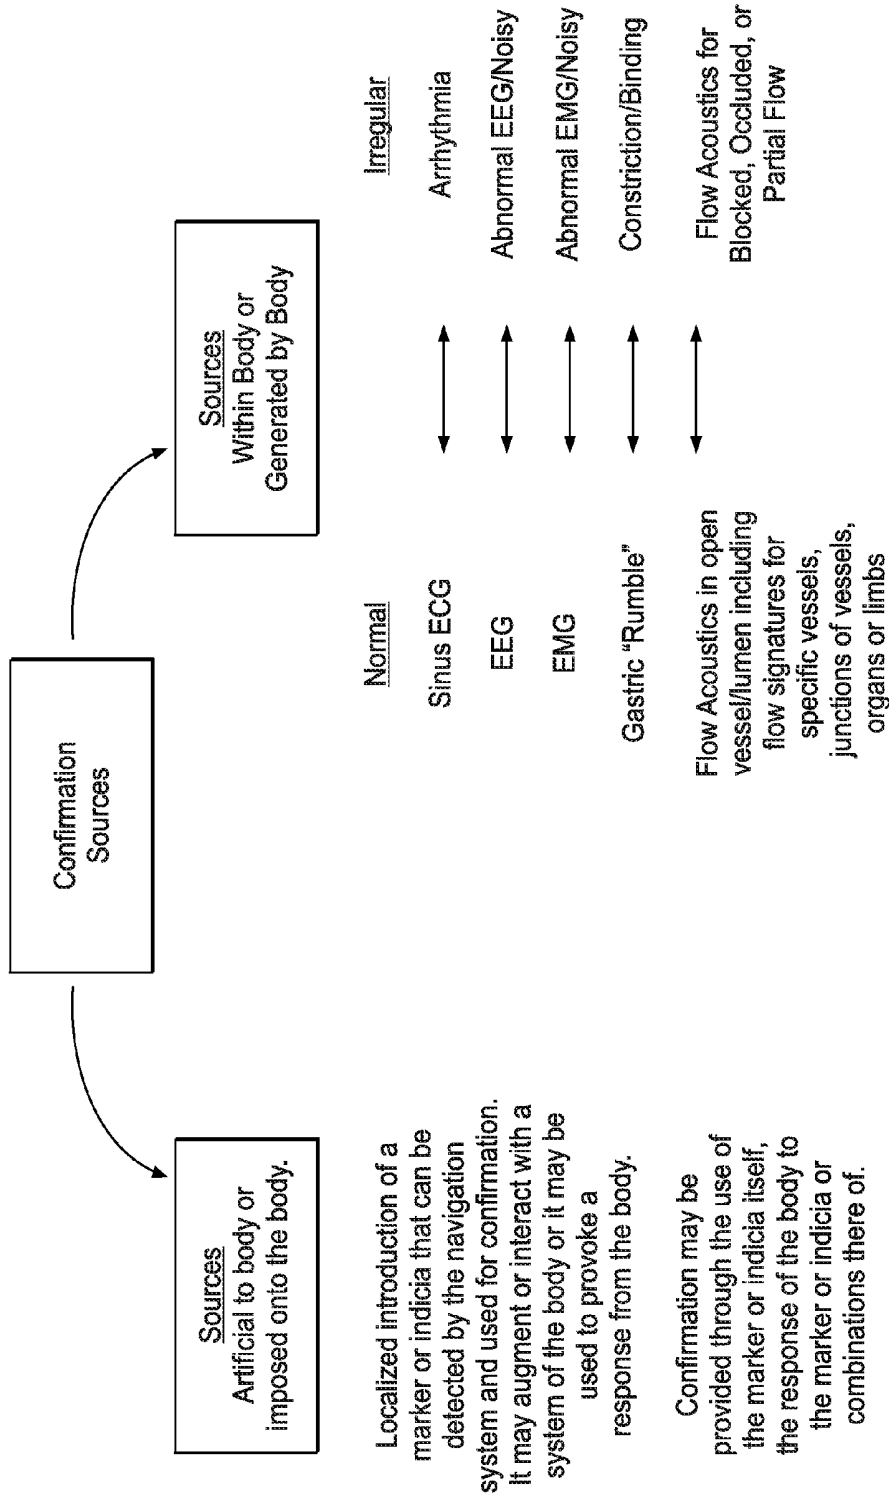 Confirmation
Sources
Sources
Artificial to body or
imposed onto the body.
Localized introduction of a
marker or indicia that can be
detected by the navigation
system and used for confirmation.
It may augment or interact with a
system of the body or it may be
used to provoke a
response from the body.
Confirmation may be
provided through the use of
the marker or indicia itself,
the response of the body to
the marker or indicia or
combinations there of.
Sources
Within Body or
Generated by Body
Normal
Irregular
Sinus ECG
Arrhythmia
EEG
Abnormal EEG/Noisy
EMG
Abnormal EMG/Noisy
Gastric “Rumble”
Constriction/Binding
Flow Acoustics in open
vessel/lumen including
flow signatures for
specific vessels,
junctions of vessels,
organs or limbs
Flow Acoustics for
Blocked, Occluded, or
Partial Flow